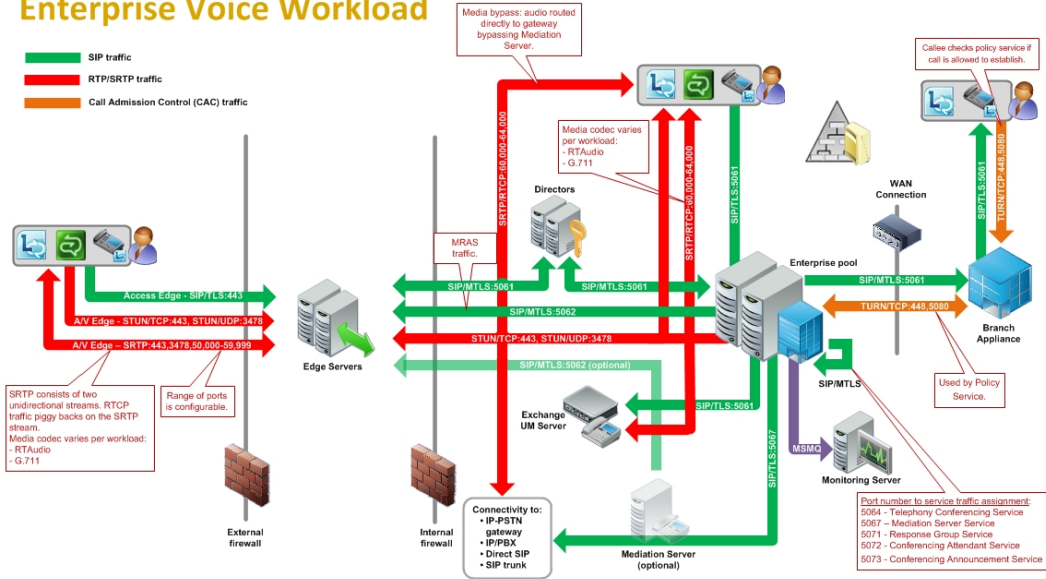 Enterprise Voice Workload
SIP traffic
RTP/SRTP traffic
Call Admission Control (CAC) traffic
Media bypass: audio routed
directly to gateway
bypassing Mediation
Server.
Callee checks policy service if
call is allowed to establish.
Media codec varies
per workload:
- RTAudio
- G.711
SRTP/RTCP:60,000-64,000
SRTP/RTCP:60,000-64,000
SIP/TLS:5061
SIP/TLS:5061
TURN/TCP:448,5080
WAN
Connection
Directors
MRAS
traffic.
Enterprise pool
SIP/MTLS:5061
SIP/MTLS:5061
SIP/MTLS:5061
Access Edge - SIP/TLS:443
SIP/MTLS:5062
TURN/TCP:448,5080
A/V Edge - STUN/TCP:443, STUN/UDP:3478
STUN/TCP:443, STUN/UDP:3478
Branch
Appliance
A/V Edge – SRTP:443,3478,50,000-59,999
Edge Servers
SIP/MTLS:5062 (optional)
SIP/MTLS
Used by Policy
Service.
SRTP consists of two
unidirectional streams. RTCP
traffic piggy backs on the SRTP
stream.
Media codec varies per workload:
- RTAudio
- G.711
Range of ports
is configurable.
Exchange
UM Server
SIP/TLS:5061
SIP/TLS:5067
MSMQ
Monitoring Server
External
firewall
Internal
firewall
Connectivity to:
• IP-PSTN
gateway
• IP/PBX
• Direct SIP
• SIP trunk
Mediation Server
(optional)
Port number to service traffic assignment:
5064 - Telephony Conferencing Service
5067 – Mediation Server Service
5071 - Response Group Service
5072 - Conferencing Attendant Service
5073 - Conferencing Announcement Service